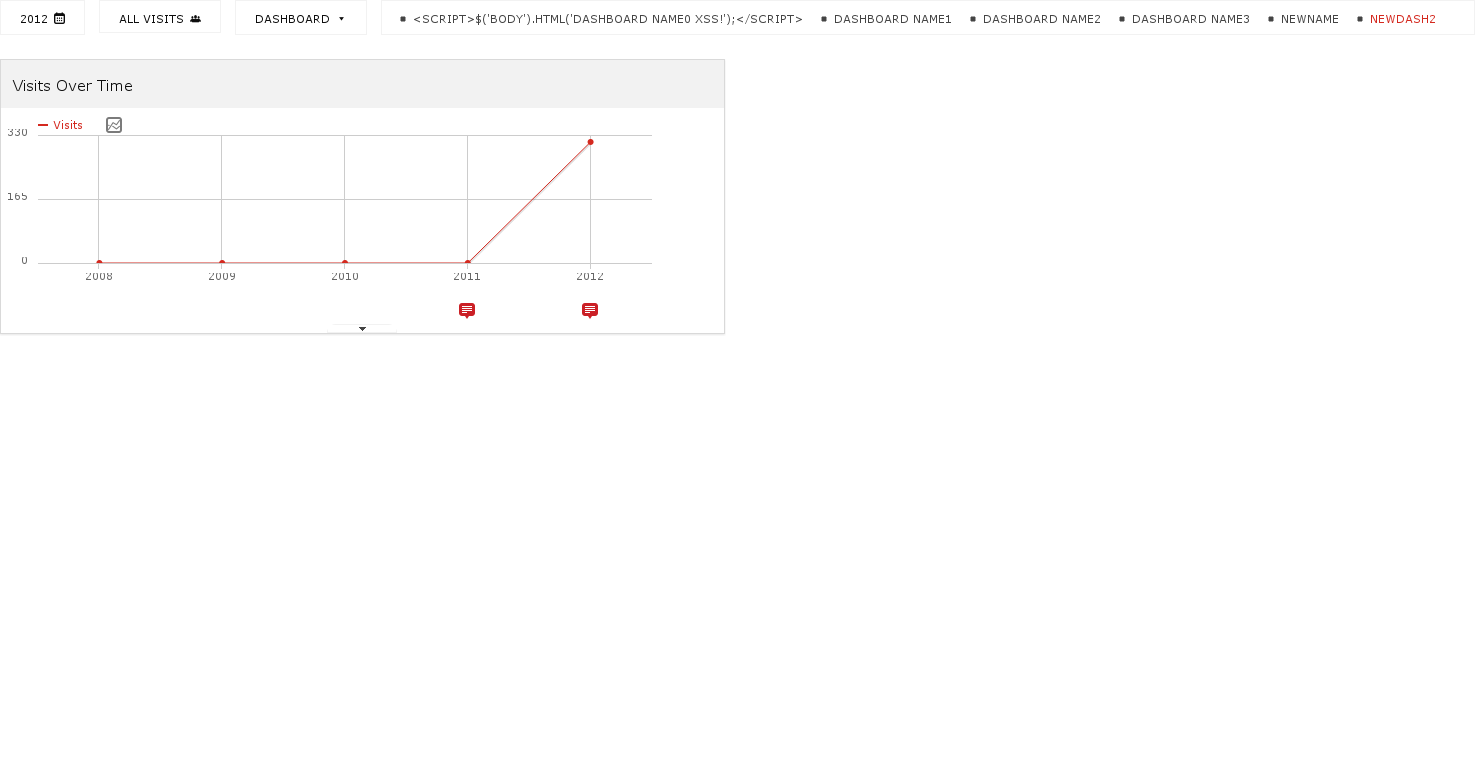 2012
ALL VISITS
DASHBOARD
<SCRIPT>$('BODY').HTML('DASHBOARD NAME0 XSS!');</SCRIPT>
DASHBOARD NAME1
DASHBOARD NAME2
DASHBOARD NAME3
NEWNAME
NEWDASH2
Visits Over Time
Visits
330
165
0
2008 2009 2010 2011 2012